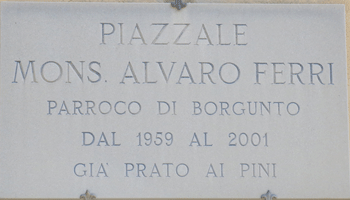 PIAZZALE
MONS. ALVARO FERRI
PARROCO DI BORGUNTO
DAL 1959 AL 2001
GIA' PRATO AI PINI